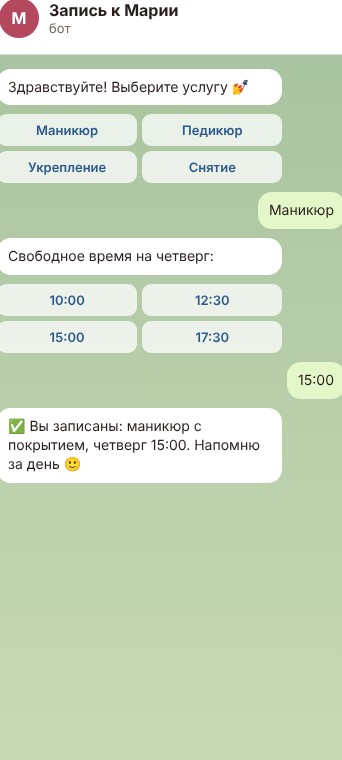 М
Запись к Марии
бот
Здравствуйте! Выберите услугу 💅
Маникюр
Педикюр
Укрепление
Снятие
Маникюр
Свободное время на четверг:
10:00
12:30
15:00
17:30
15:00
✅ Вы записаны: маникюр с
покрытием, четверг 15:00. Напомню
за день 🙂